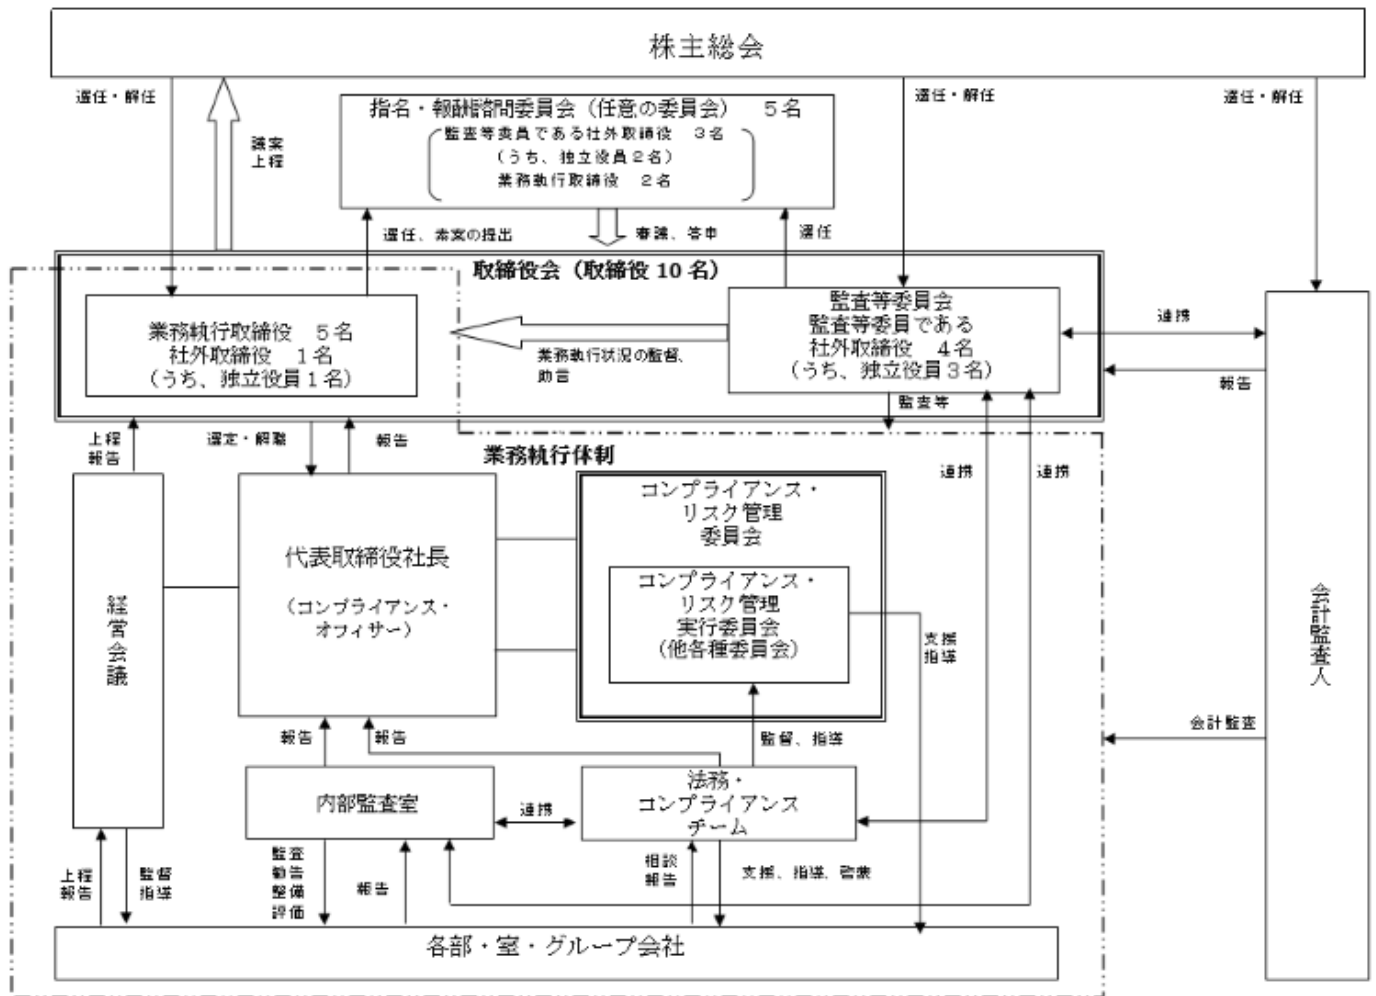 株主総会
選任・解任
議案
上程
指名・報酬諮問委員会（任意の委員会）　５名
監査等委員である社外取締役　３名
（うち、独立役員２名）
業務執行取締役　２名
選任・解任
選任・解任
選任、素案の提出
審議、答申
選任
取締役会（取締役 10 名）
業務執行取締役　５名
社外取締役　１名
（うち、独立役員１名）
業務執行状況の監督、
助言
監査等委員会
監査等委員である
社外取締役　４名
（うち、独立役員３名）
連携
報告
監査等
上程
報告
選定・解職
報告
業務執行体制
連携
連携
経営会議
代表取締役社長
（コンプライアンス・
オフィサー）
コンプライアンス・
リスク管理
委員会
コンプライアンス・
リスク管理
実行委員会
（他各種委員会）
支援
指導
会計監査人
会計監査
報告
報告
監督、指導
内部監査室
連携
法務・
コンプライアンス
チーム
上程
報告
監督
指導
監査
勧告
整備
評価
報告
相談
報告
支援、指導、監査
各部・室・グループ会社